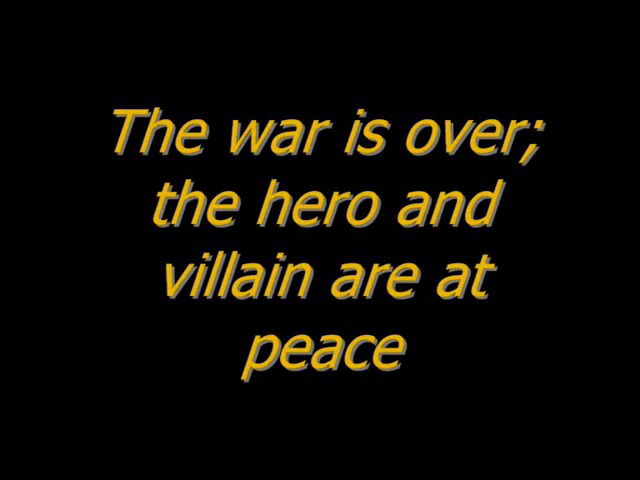 The war is over;
the hero and
villain are at
peace